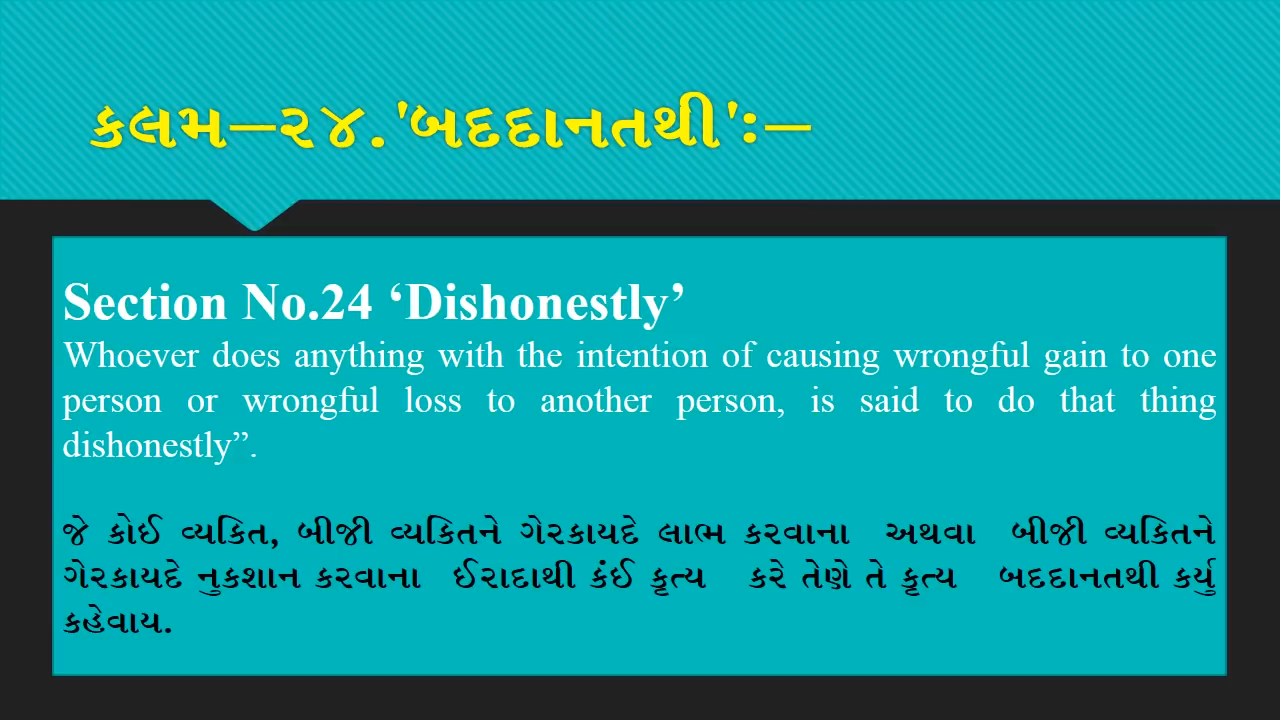 કલમ–૨૪.'બદદાનતથી':–
Section No.24 ‘Dishonestly’
Whoever does anything with the intention of causing wrongful gain to one
person or wrongful loss to another person, is said to do that thing
dishonestly”.
જે કોઈ વ્યકિત, બીજી વ્યકિતને ગેરકાયદે લાભ કરવાના અથવા બીજી વ્યકિતને
ગેરકાયદે નુકશાન કરવાના ઈરાદાથી કંઈ કૃત્ય કરે તેણે તે કૃત્ય બદદાનતથી કર્યુ
કહેવાય.